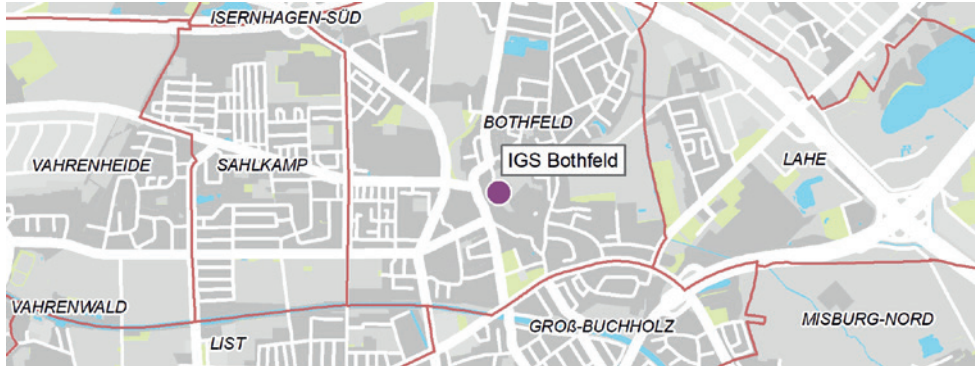 ISERNHAGEN-SÜD
BOTHFELD
IGS Bothfeld
VAHRENHEIDE
SAHLKAMP
LAHE
VAHRENWALD
LIST
GROß-BUCHHOLZ
MISBURG-NORD